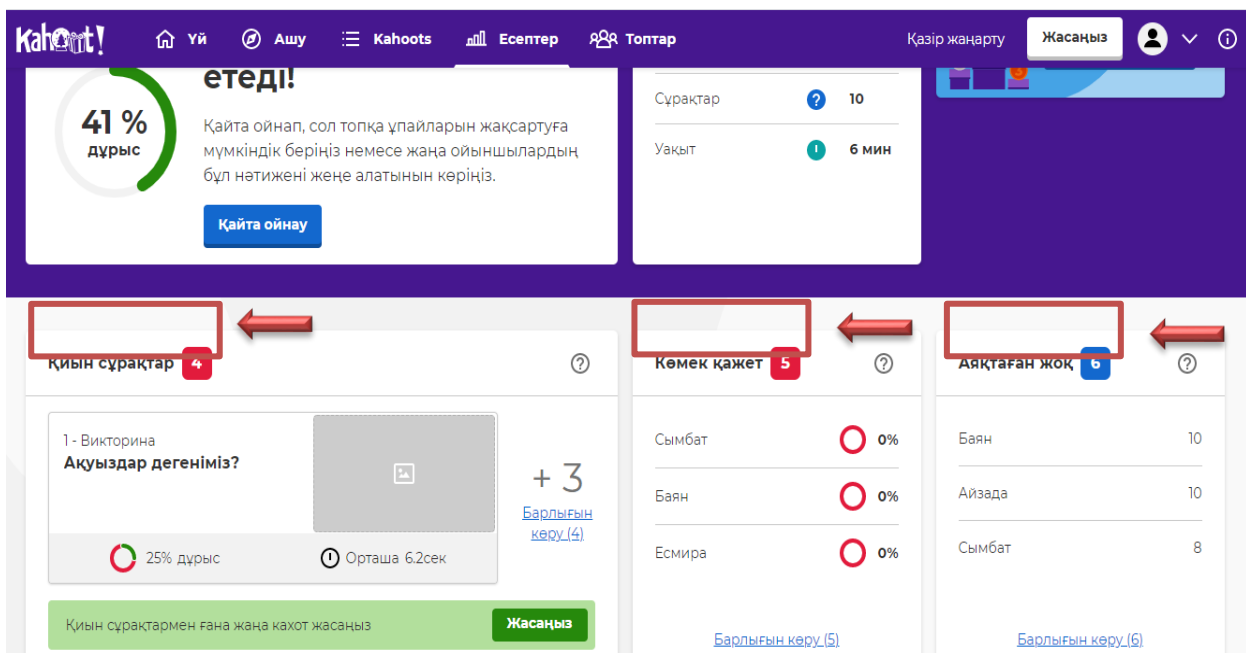 Kahoot!
Үй
Ашу
Kahoots
Есептер
Топтар
Қазір жаңарту
Жасаңыз
41 %
дұрыс
етеді!
Қайта ойнап, сол топқа ұпайларын жақсартуға
мүмкіндік беріңіз немесе жаңа ойыншылардың
бұл нәтижені жеңе алатынын көріңіз.
Қайта ойнау
Сұрақтар ? 10
Уақыт 6 мин
Қиын сұрақтар 4 ?
1 - Викторина
Ақуыздар дегеніміз?
+ 3
Барлығын
көру (4)
25% дұрыс
Орташа 6.2сек
Қиын сұрақтармен ғана жаңа кахот жасаңыз
Жасаңыз
Көмек қажет 5 ?
Сымбат 0%
Баян 0%
Есмира 0%
Барлығын көру (5)
Аяқтаған жоқ 6 ?
Баян 10
Айзада 10
Сымбат 8
Барлығын көру (6)